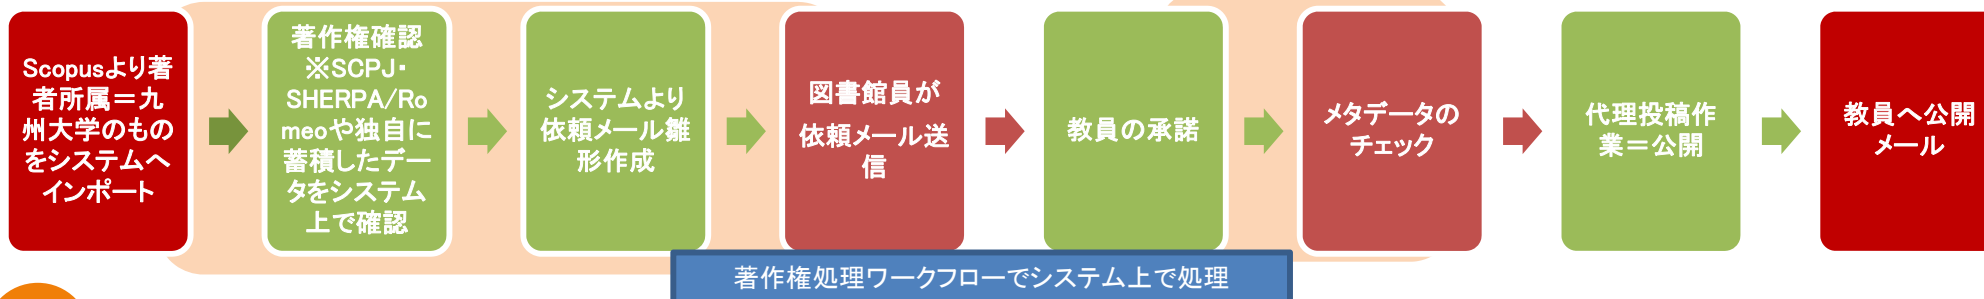 Scopusより著
者所属＝九
州大学のもの
をシステムへ
インポート
著作権確認
※SCPJ・
SHERPA/Ro
meoや独自に
蓄積したデー
タをシステム
上で確認
システムより
依頼メール雛
形作成
図書館員が
依頼メール送
信
教員の承諾
メタデータの
チェック
代理投稿作
業＝公開
教員へ公開
メール
著作権処理ワークフローでシステム上で処理